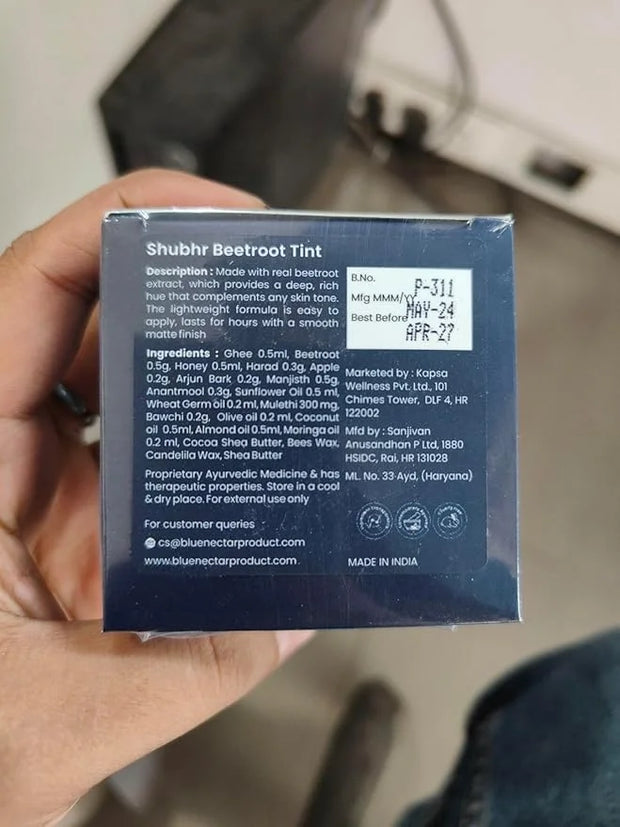 Shubhr Beetroot Tint
Description : Made with real beetroot
extract, which provides a deep, rich
hue that complements any skin tone.
The lightweight formula is easy to
apply, lasts for hours with a smooth
matte finish
Ingredients : Ghee 0.5ml, Beetroot
0.5g, Honey 0.5ml, Harad 0.3g, Apple
0.2g, Arjun Bark 0.2g, Manjisth 0.5g,
Anantmool 0.3g, Sunflower Oil 0.5 ml,
Wheat Germ oil 0.2 ml, Mulethi 300 mg,
Bawchi 0.2g, Olive oil 0.2 ml, Coconut
oil 0.5ml, Almond oil 0.5ml, Moringa oil
0.2 ml, Cocoa Shea Butter, Bees Wax,
Candelila Wax, Shea Butter
Proprietary Ayurvedic Medicine & has
therapeutic properties. Store in a cool
& dry place. For external use only
For customer queries -
cs@bluenectarproduct.com
www.bluenectarproduct.com
B.No. P-311
Mfg MMM/YY MAY-24
Best Before APR-27
Marketed by : Kapsa
Wellness Pvt. Ltd., 101
Chimes Tower, DLF 4, HR
122002
Mfd by : Sanjivan
Anusandhan P Ltd, 1880
HSIDC, Rai, HR 131028
ML. No. 33-Ayd, (Haryana)
MADE IN INDIA